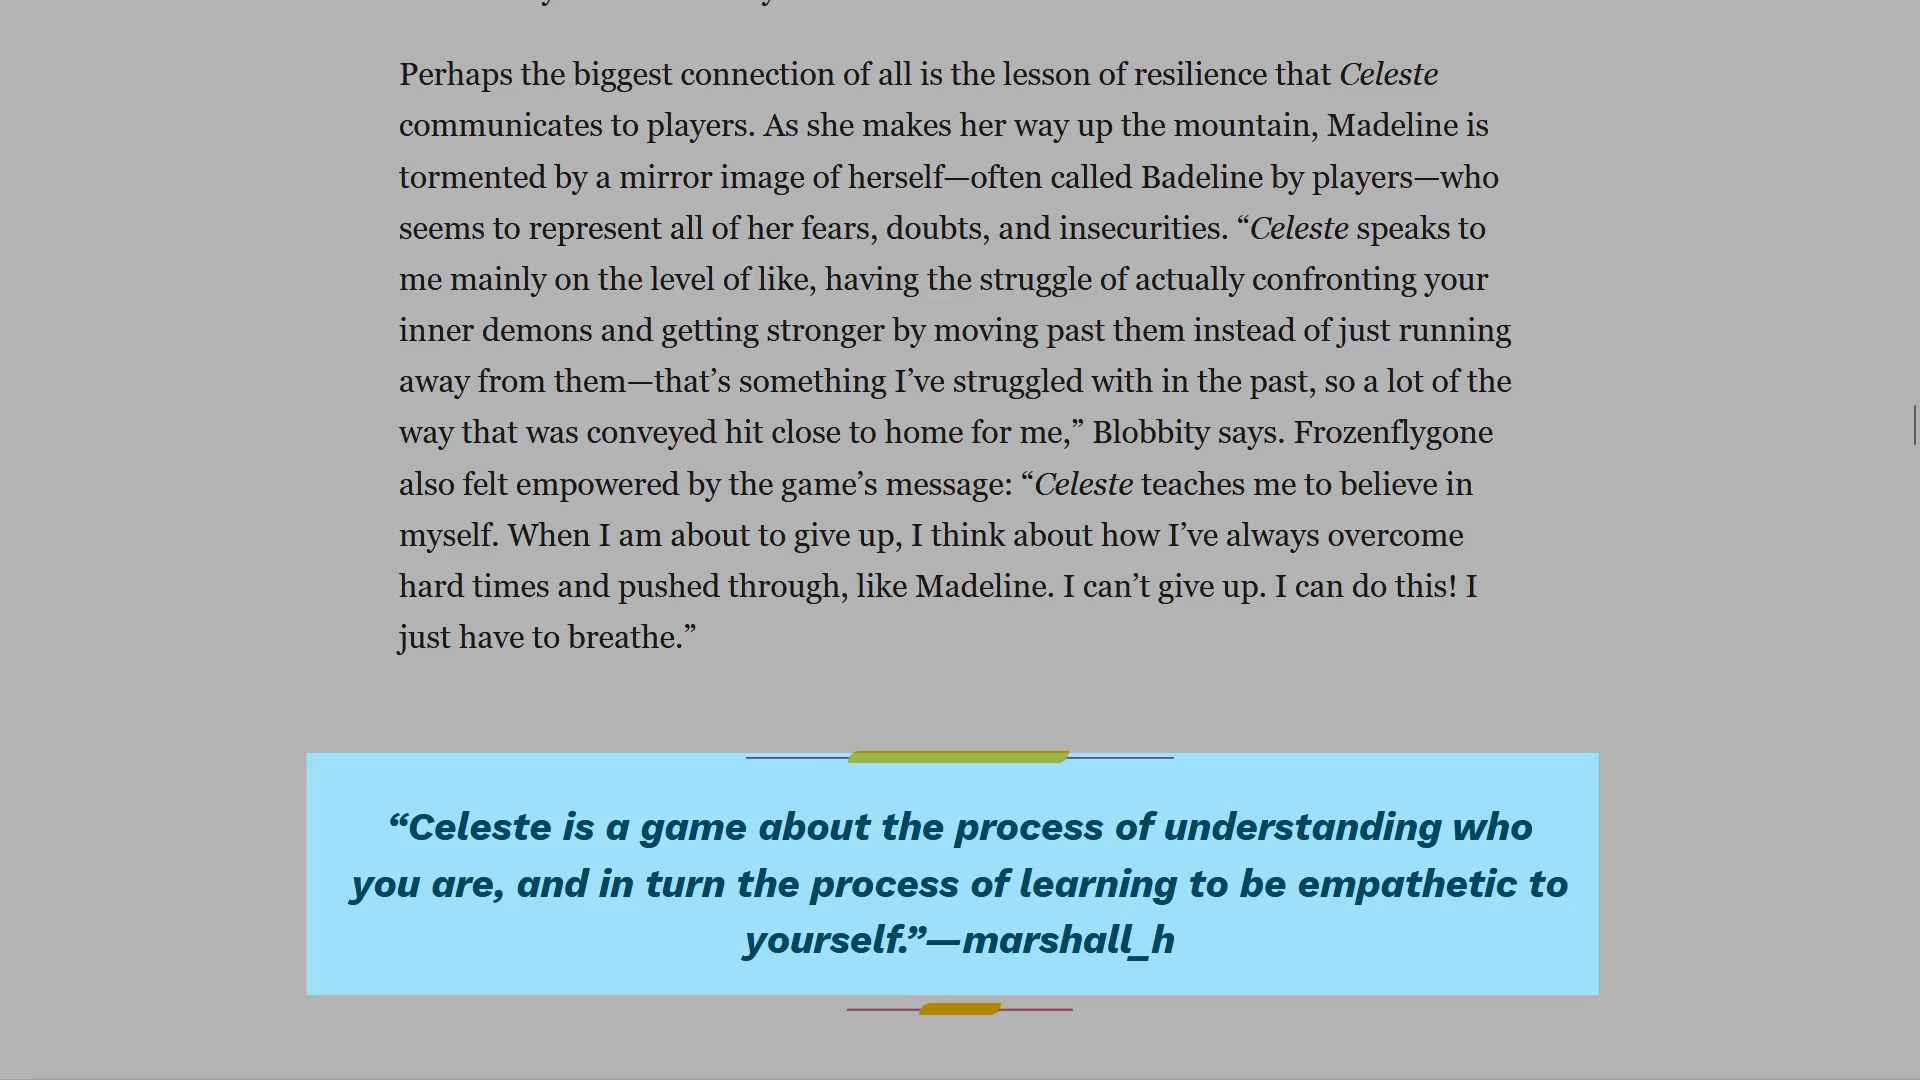 Perhaps the biggest connection of all is the lesson of resilience that Celeste
communicates to players. As she makes her way up the mountain, Madeline is
tormented by a mirror image of herself—often called Badeline by players—who
seems to represent all of her fears, doubts, and insecurities. “Celeste speaks to
me mainly on the level of like, having the struggle of actually confronting your
inner demons and getting stronger by moving past them instead of just running
away from them—that’s something I’ve struggled with in the past, so a lot of the
way that was conveyed hit close to home for me,” Blobbity says. Frozenflygone
also felt empowered by the game’s message: “Celeste teaches me to believe in
myself. When I am about to give up, I think about how I’ve always overcome
hard times and pushed through, like Madeline. I can’t give up. I can do this! I
just have to breathe.”
“Celeste is a game about the process of understanding who
you are, and in turn the process of learning to be empathetic to
yourself.”—marshall_h